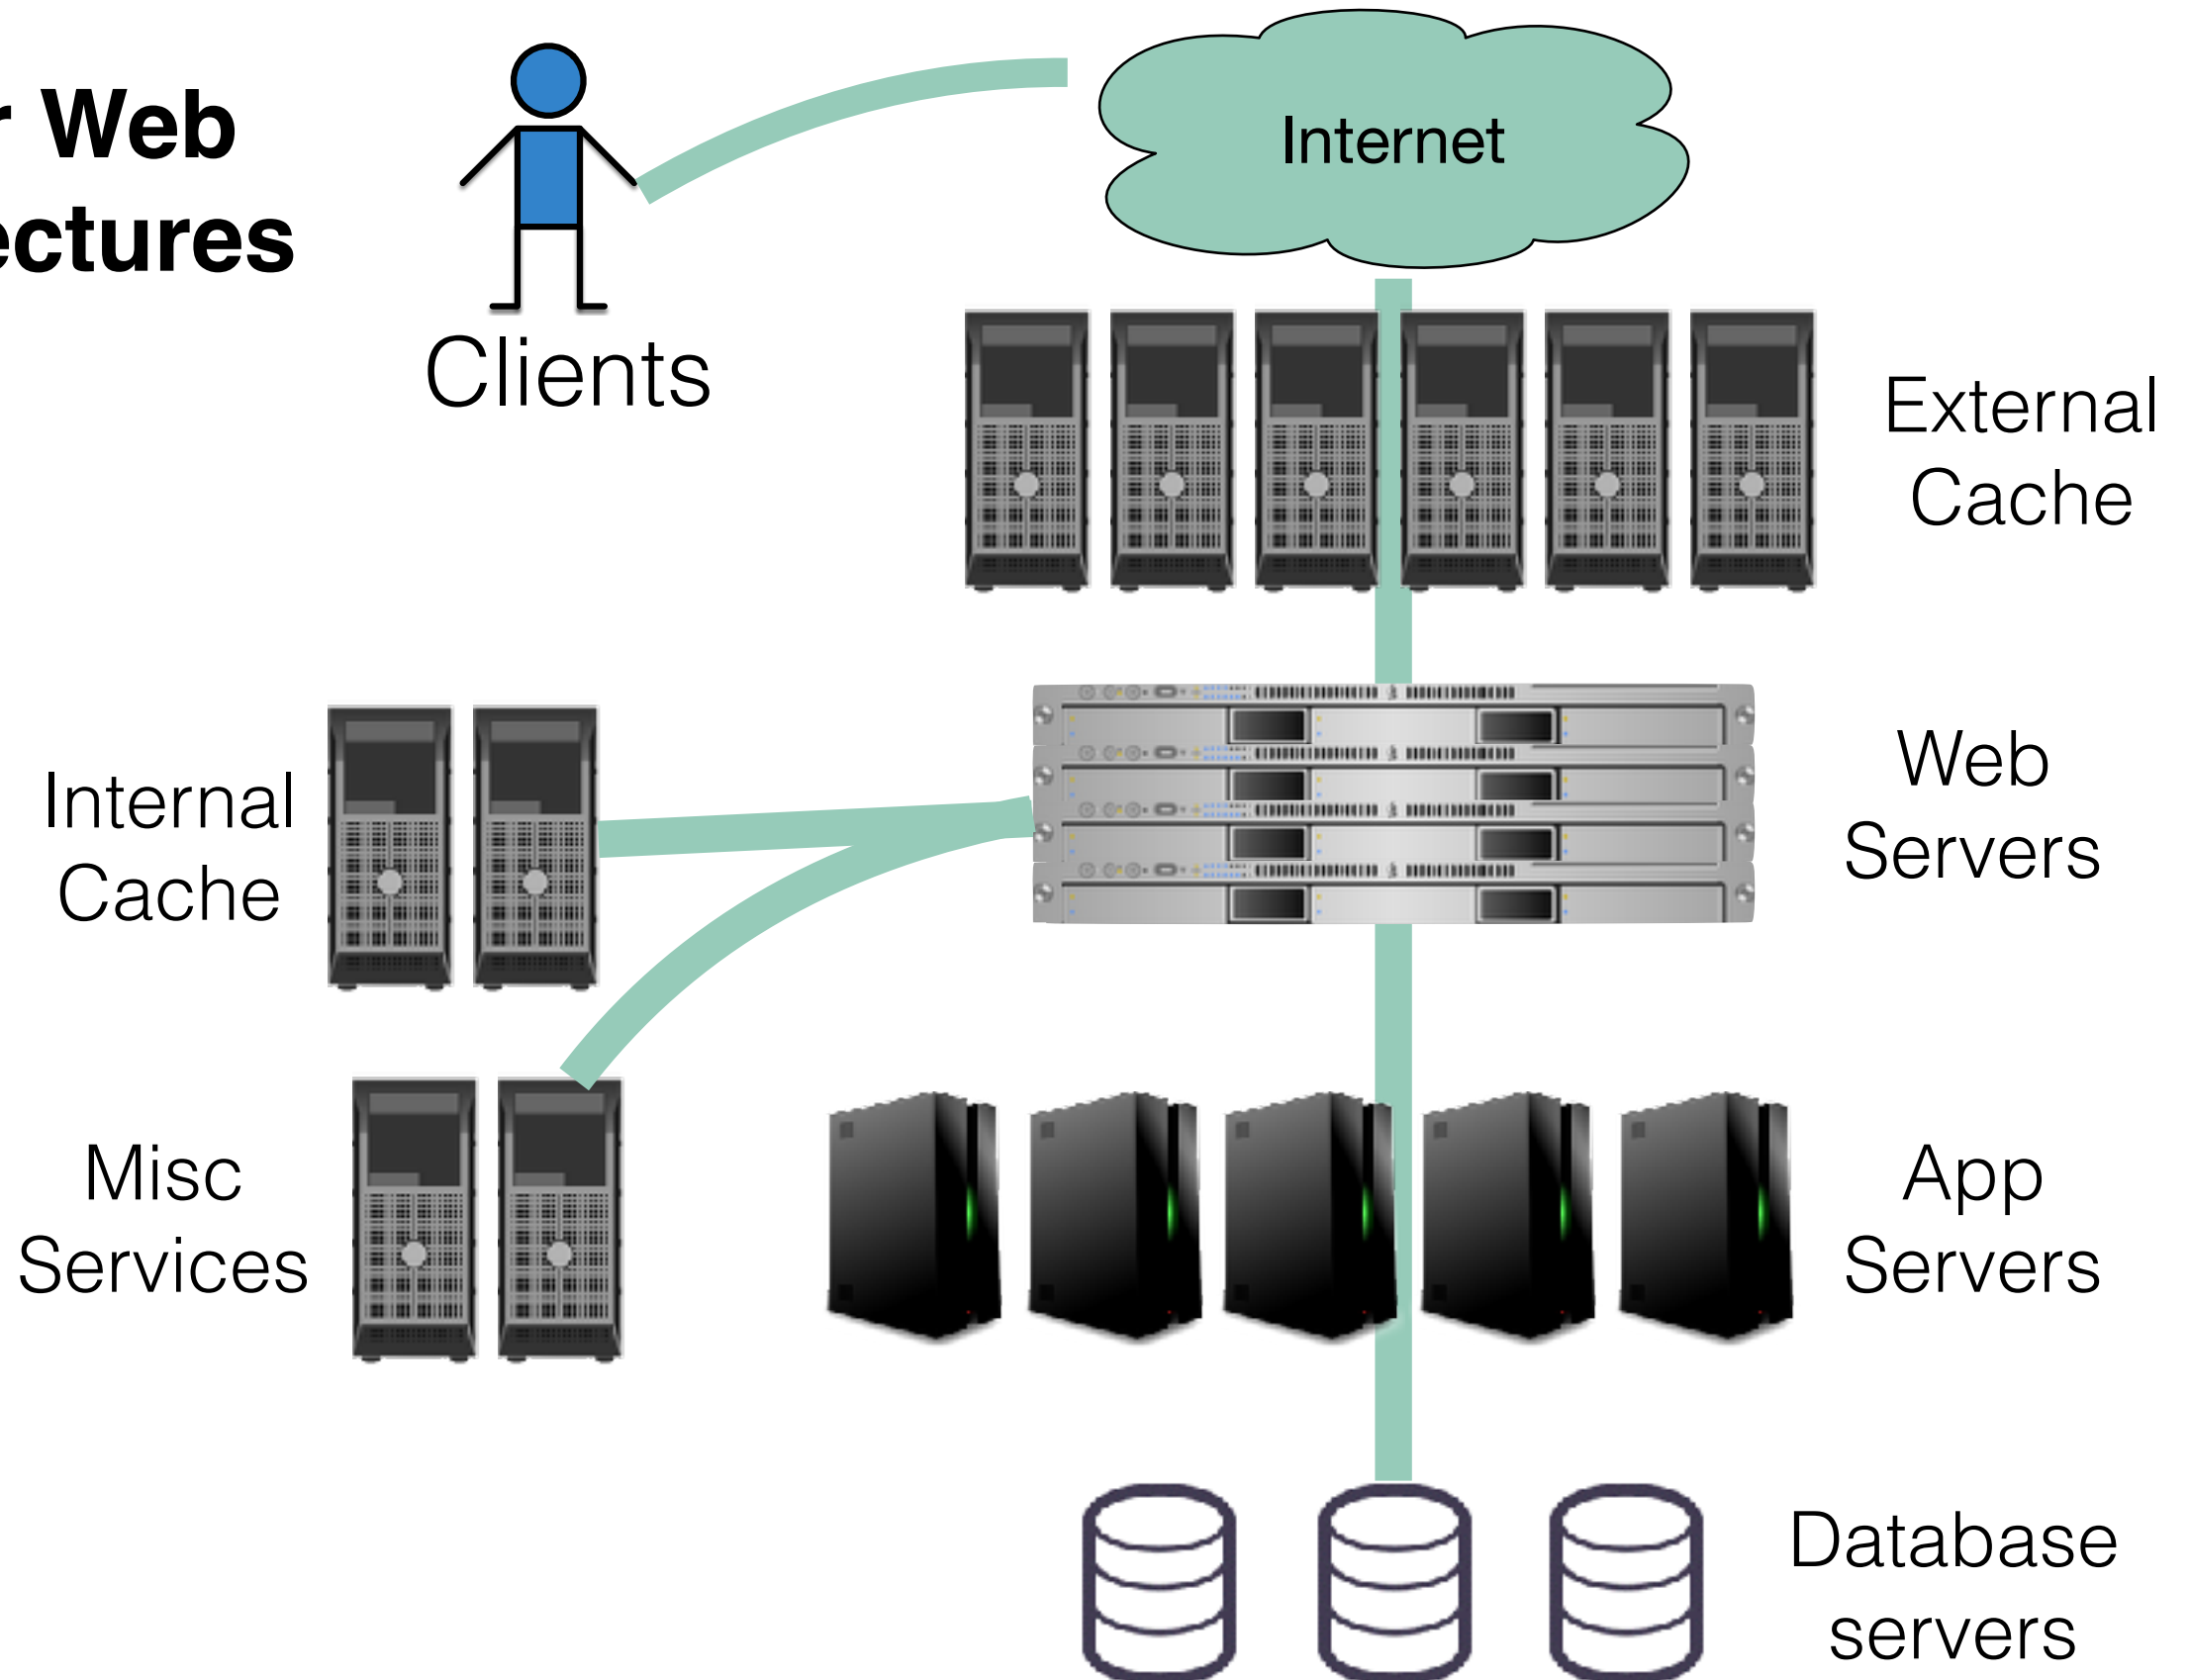 Web
ectures
Clients
Internet
External
Cache
Internal
Cache
Web
Servers
Misc
Services
App
Servers
Database
servers